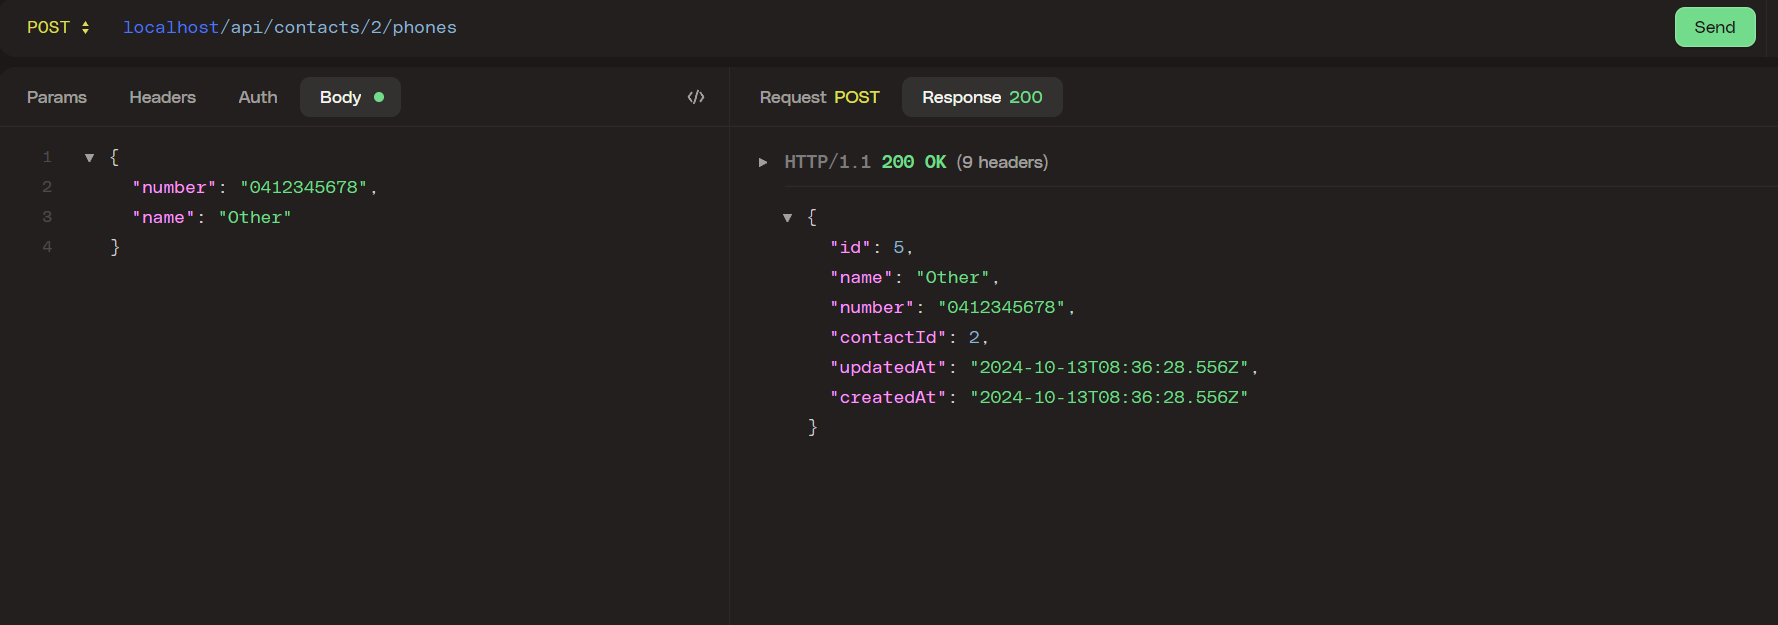 POST localhost/api/contacts/2/phones Send
Params Headers Auth Body </>
1 {
2 "number": "0412345678",
3 "name": "Other"
4 }
Request POST Response 200
HTTP/1.1 200 OK (9 headers)
{
"id": 5,
"name": "Other",
"number": "0412345678",
"contactId": 2,
"updatedAt": "2024-10-13T08:36:28.556Z",
"createdAt": "2024-10-13T08:36:28.556Z"
}